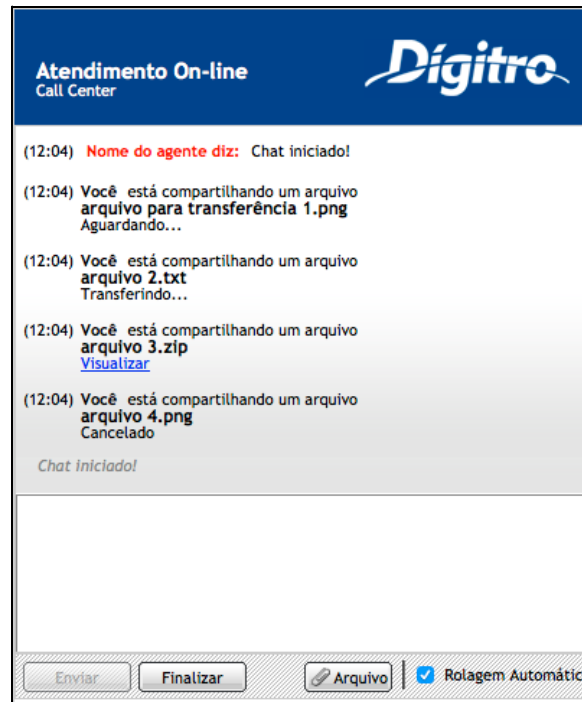 Atendimento On-line
Call Center
Dígitro
(12:04) Nome do agente diz: Chat iniciado!
(12:04) Você está compartilhando um arquivo
arquivo para transferência 1.png
Aguardando...
(12:04) Você está compartilhando um arquivo
arquivo 2.txt
Transferindo...
(12:04) Você está compartilhando um arquivo
arquivo 3.zip
Visualizar
(12:04) Você está compartilhando um arquivo
arquivo 4.png
Cancelado
Chat iniciado!
Enviar Finalizar Arquivo Rolagem Automátic